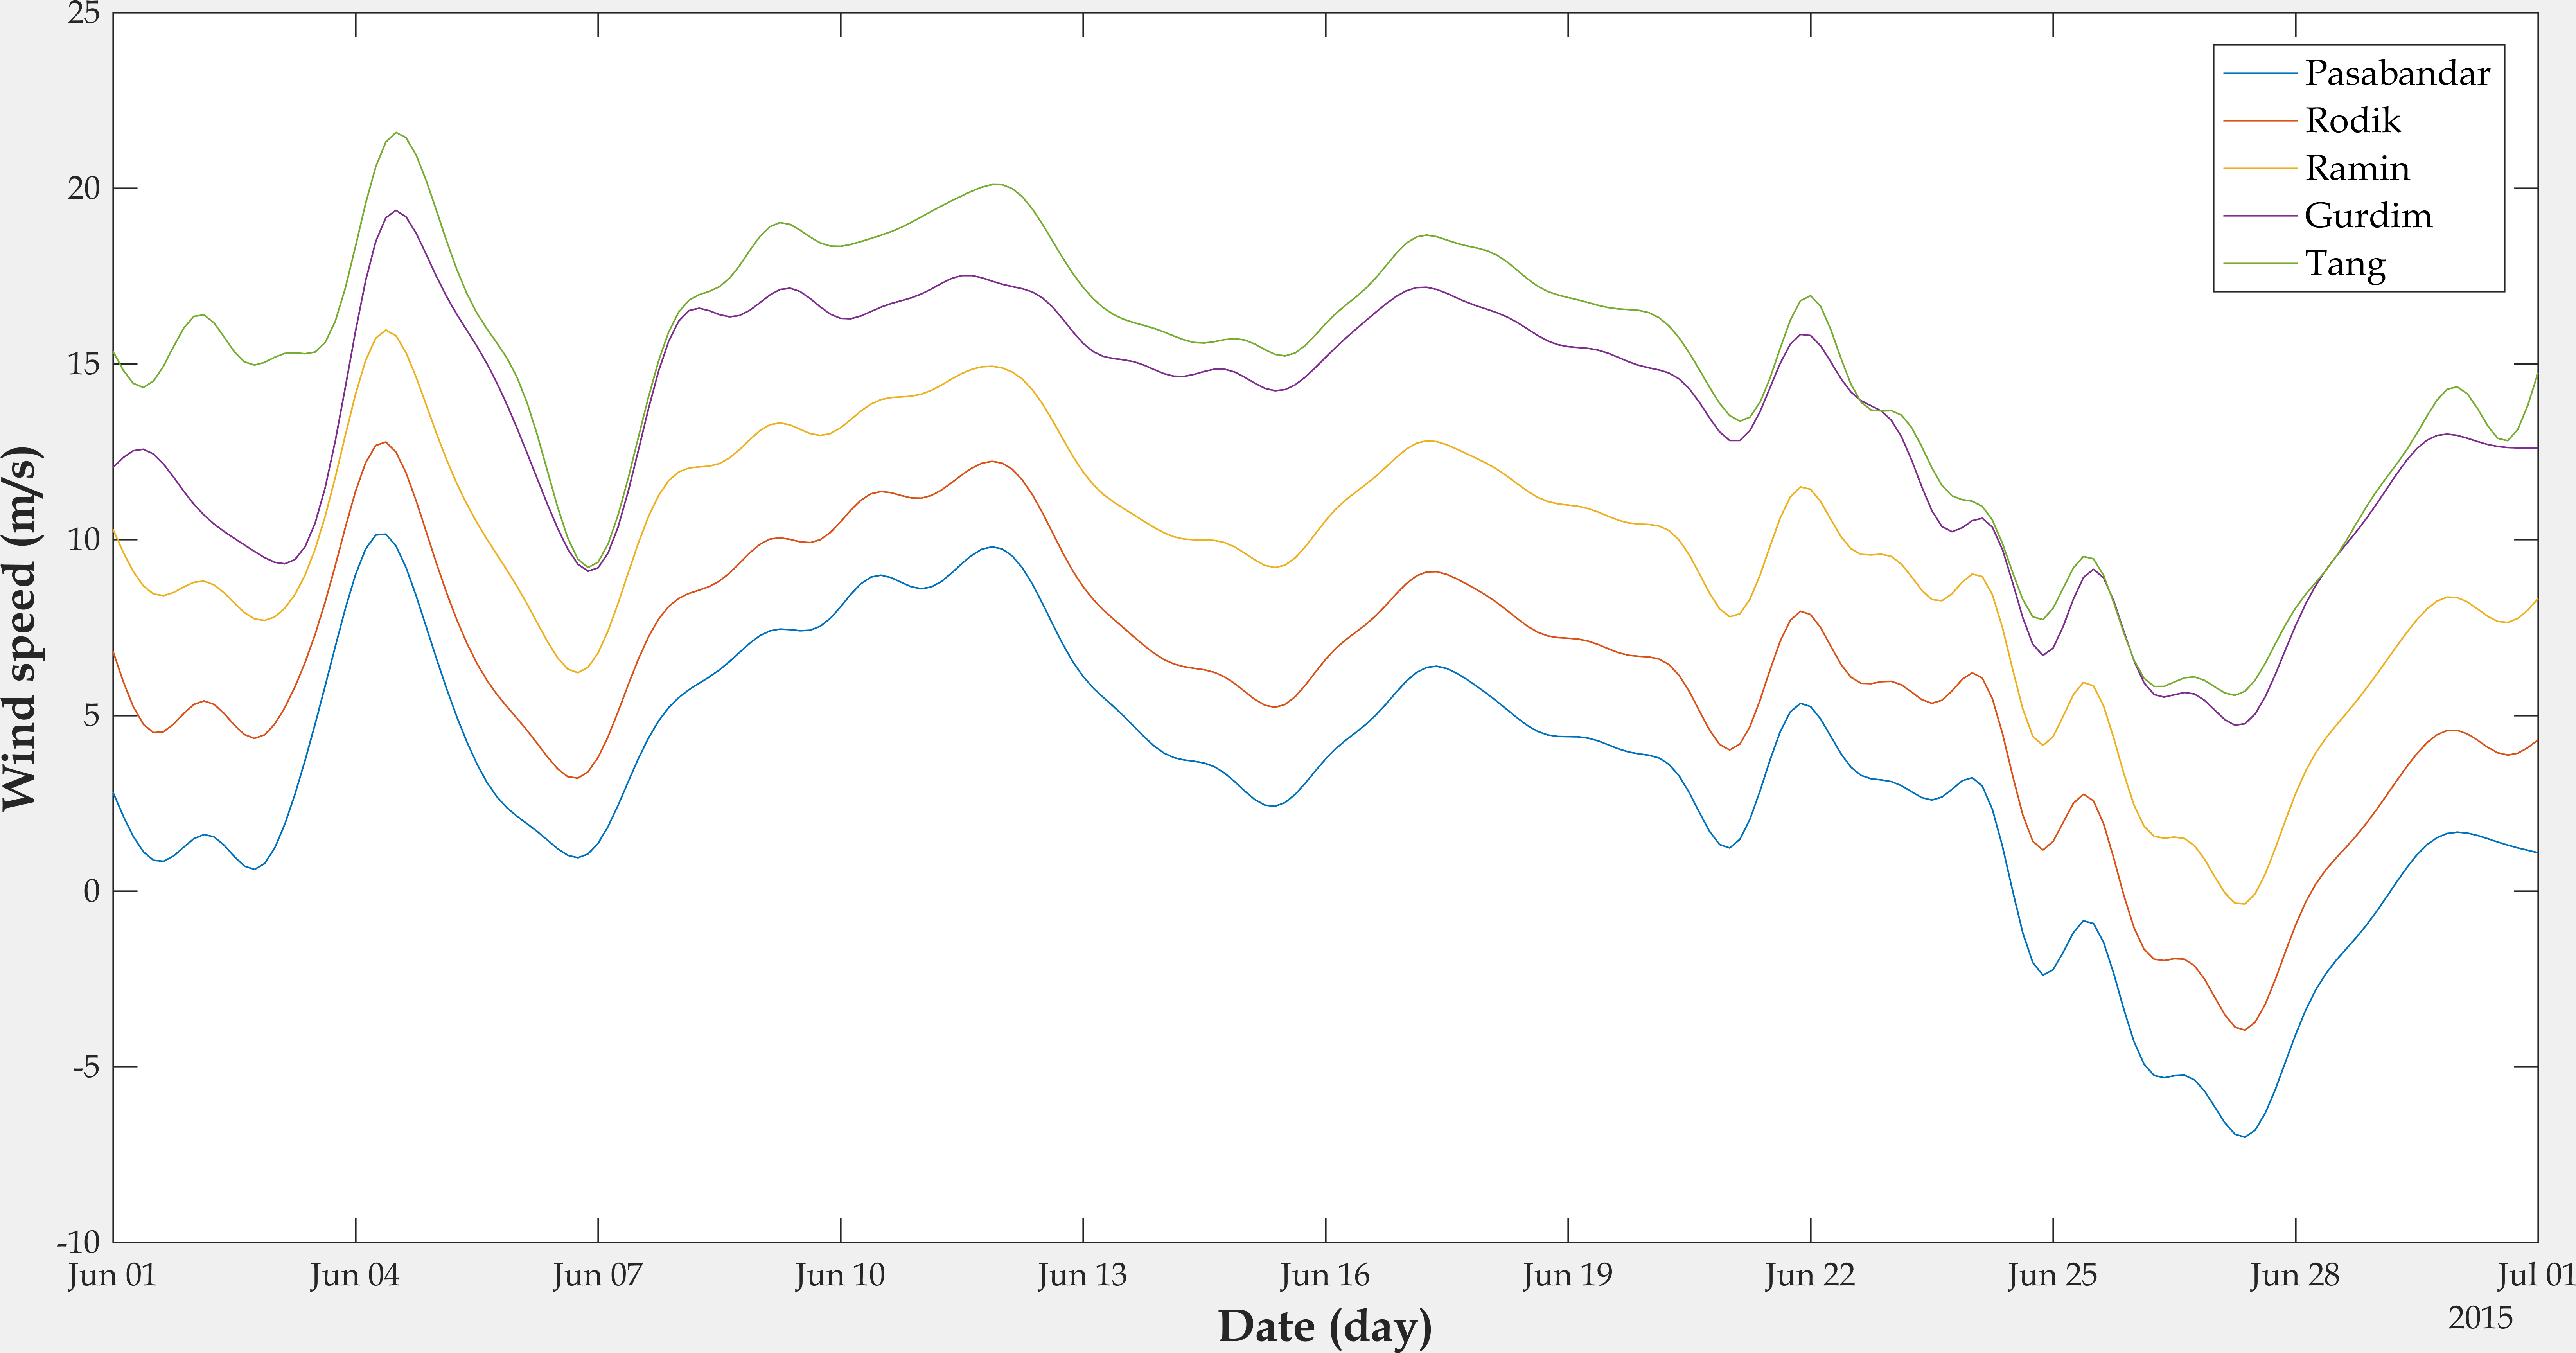 25
20
15
10
5
0
-5
-10
Wind speed (m/s)
Pasabandar
Rodik
Ramin
Gurdim
Tang
Jun 01 Jun 04 Jun 07 Jun 10 Jun 13 Jun 16 Jun 19 Jun 22 Jun 25 Jun 28 Jul 01
2015
Date (day)